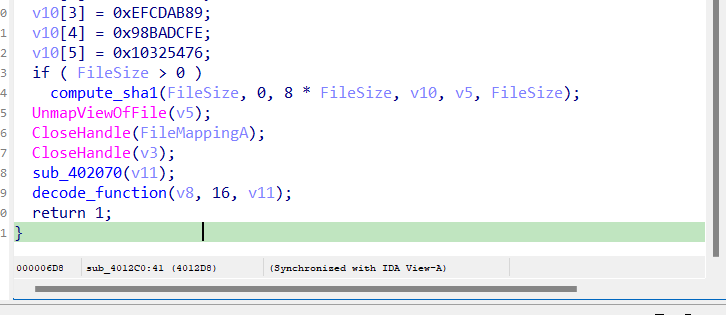 0 v10[3] = 0xEFCDAB89;
1 v10[4] = 0x98BADCFE;
2 v10[5] = 0x10325476;
3 if ( FileSize > 0 )
4 compute_sha1(FileSize, 0, 8 * FileSize, v10, v5, FileSize);
5 UnmapViewOfFile(v5);
6 CloseHandle(FileMappingA);
7 CloseHandle(v3);
8 sub_402070(v11);
9 decode_function(v8, 16, v11);
0 return 1;
1 }
000006D8 sub_4012C0:41 (4012D8) (Synchronized with IDA View-A)